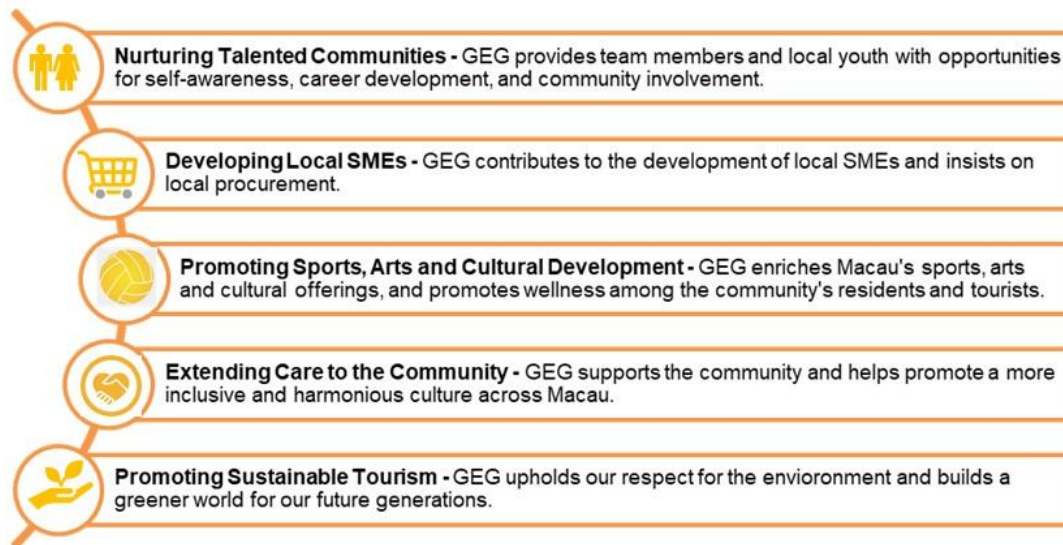 Nurturing Talented Communities - GEG provides team members and local youth with opportunities
for self-awareness, career development, and community involvement.
Developing Local SMEs - GEG contributes to the development of local SMEs and insists on
local procurement.
Promoting Sports, Arts and Cultural Development - GEG enriches Macau's sports, arts
and cultural offerings, and promotes wellness among the community's residents and tourists.
Extending Care to the Community - GEG supports the community and helps promote a more
inclusive and harmonious culture across Macau.
Promoting Sustainable Tourism - GEG upholds our respect for the envioronment and builds a
greener world for our future generations.